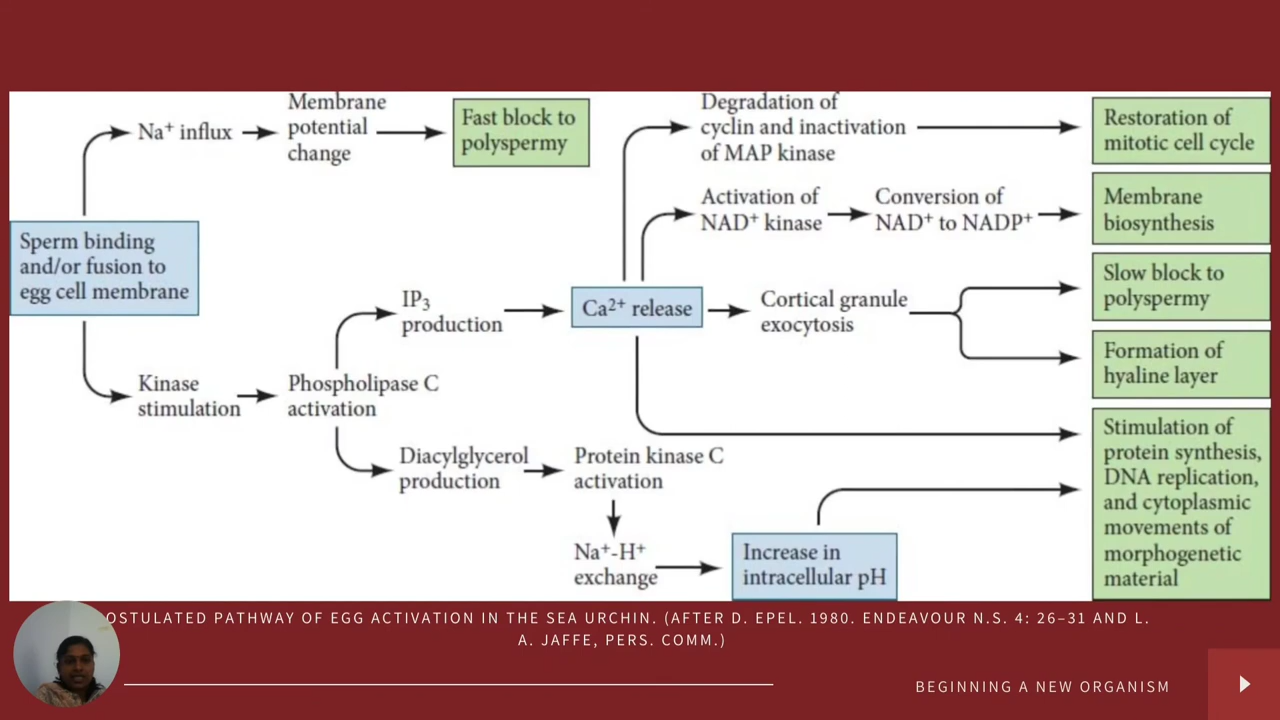 Na⁺ influx
Membrane
potential
change
Fast block to
polyspermy
Degradation of
cyclin and inactivation
of MAP kinase
Restoration of
mitotic cell cycle
Activation of
NAD⁺ kinase
Conversion of
NAD⁺ to NADP⁺
Membrane
biosynthesis
Sperm binding
and/or fusion to
egg cell membrane
IP₃
production
Ca²⁺ release
Cortical granule
exocytosis
Slow block to
polyspermy
Formation of
hyaline layer
Kinase
stimulation
Phospholipase C
activation
Diacylglycerol
production
Protein kinase C
activation
Na⁺-H⁺
exchange
Increase in
intracellular pH
Stimulation of
protein synthesis,
DNA replication,
and cytoplasmic
movements of
morphogenetic
material
OSTULATED PATHWAY OF EGG ACTIVATION IN THE SEA URCHIN. (AFTER D. EPEL. 1980. ENDEAVOUR N.S. 4: 26–31 AND L.
A. JAFFE, PERS. COMM.)
BEGINNING A NEW ORGANISM